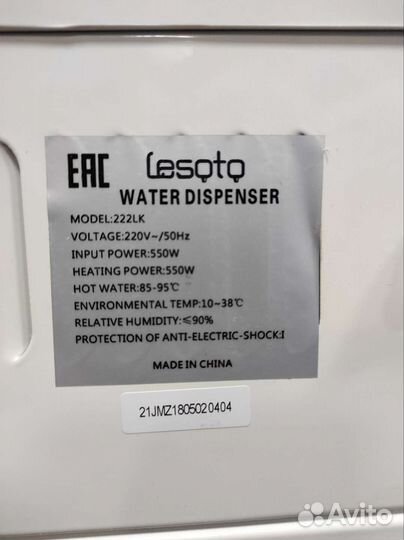 EAC Lesoto
WATER DISPENSER
MODEL:222LK
VOLTAGE:220V~/50Hz
INPUT POWER:550W
HEATING POWER:550W
HOT WATER:85-95℃
ENVIRONMENTAL TEMP:10~38℃
RELATIVE HUMIDITY:≤90%
PROTECTION OF ANTI-ELECTRIC-SHOCK:I
MADE IN CHINA
21JMZ1805020404
Avito